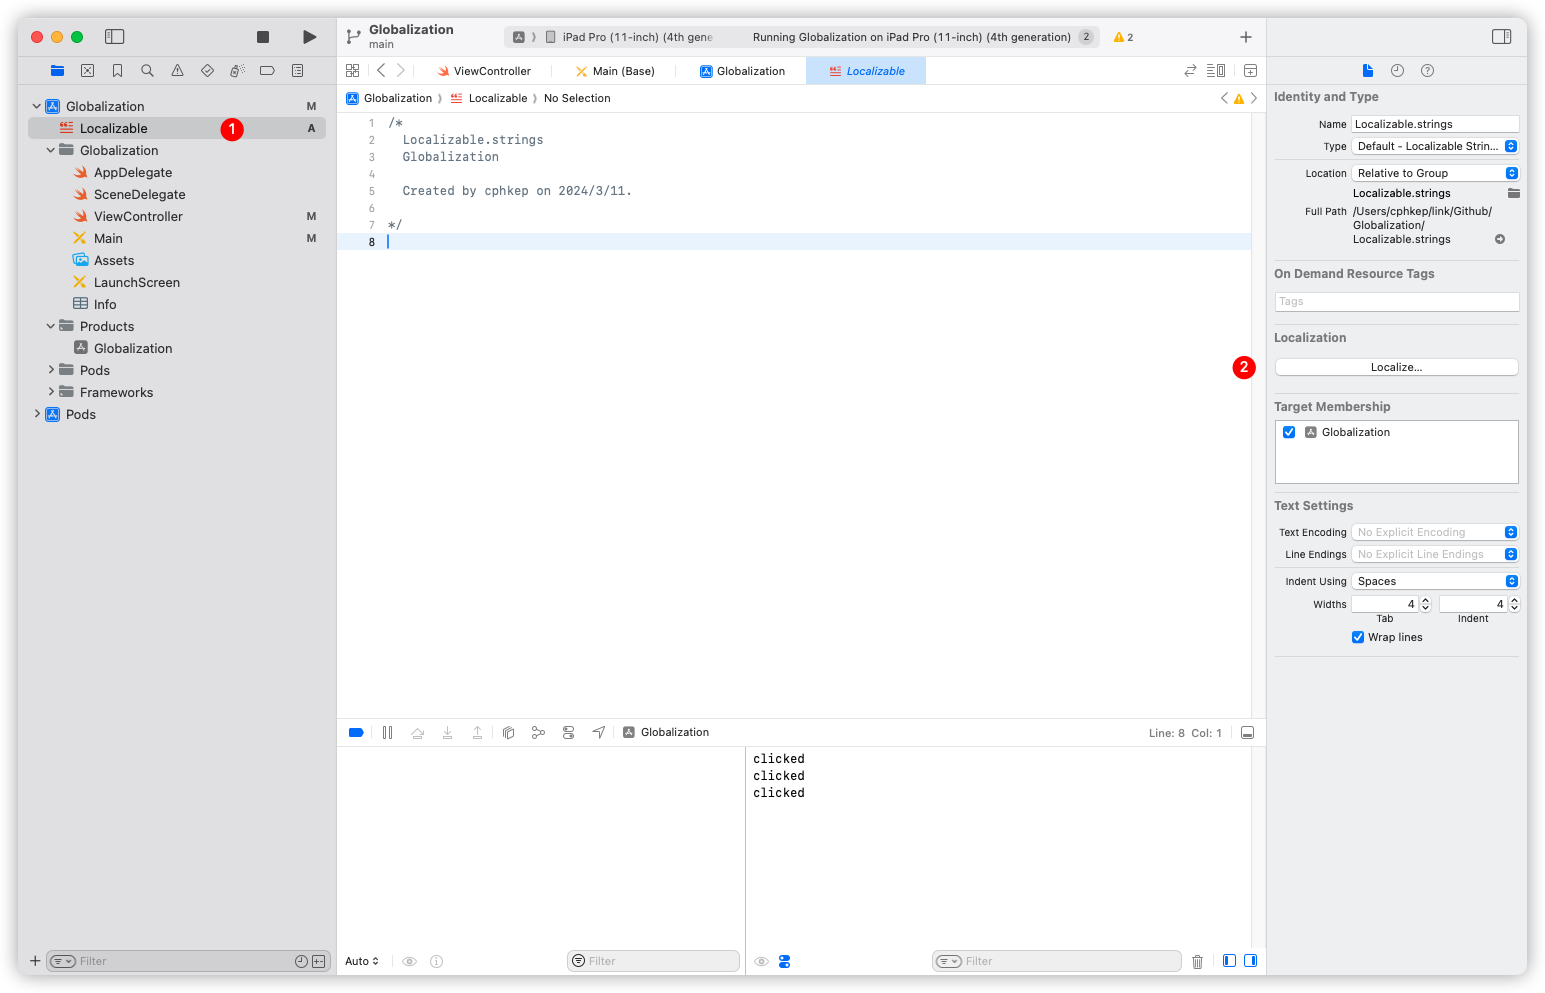 Globalization
main
iPad Pro (11-inch) (4th gene
Running Globalization on iPad Pro (11-inch) (4th generation)
2
2
ViewController
Main (Base)
Globalization
Localizable
Globalization
Localizable
No Selection
Globalization M
Localizable 1 A
Globalization
AppDelegate
SceneDelegate
ViewController M
Main M
Assets
LaunchScreen
Info
Products
Globalization
Pods
Frameworks
Pods
Filter
1 /*
2 Localizable.strings
3 Globalization
4
5 Created by cphkep on 2024/3/11.
6
7 */
8
2
Globalization
Line: 8 Col: 1
clicked
clicked
clicked
Auto
Filter
Filter
Identity and Type
Name Localizable.strings
Type Default - Localizable Strin...
Location Relative to Group
Localizable.strings
Full Path /Users/cphkep/link/Github/
Globalization/
Localizable.strings
On Demand Resource Tags
Tags
Localization
Localize...
Target Membership
Globalization
Text Settings
Text Encoding No Explicit Encoding
Line Endings No Explicit Line Endings
Indent Using Spaces
Widths 4 4
Tab Indent
Wrap lines